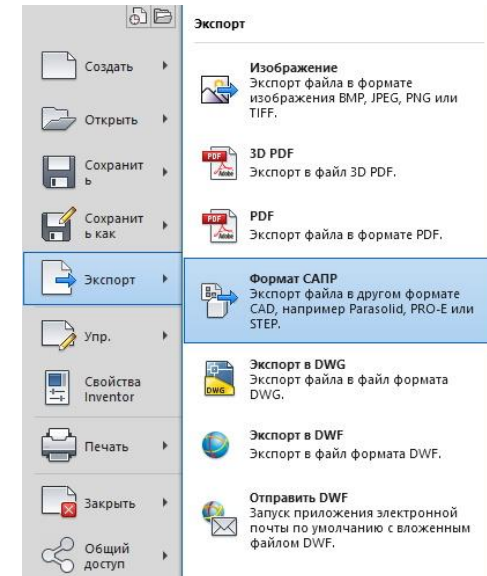 Экспорт
Создать
Открыть
Сохранит
ь
Сохранит
ь как
Экспорт
Упр.
Свойства
Inventor
Печать
Закрыть
Общий
доступ
Изображение
Экспорт файла в формате
изображения BMP, JPEG, PNG или
TIFF.
PDF
Adobe
3D PDF
Экспорт в файл 3D PDF.
PDF
Adobe
PDF
Экспорт файла в формате PDF.
Формат САПР
Экспорт файла в другом формате
CAD, например Parasolid, PRO-E или
STEP.
DWG
Экспорт в DWG
Экспорт файла в файл формата
DWG.
Экспорт в DWF
Экспорт в файл формата DWF.
Отправить DWF
Запуск приложения электронной
почты по умолчанию с вложенным
файлом DWF.